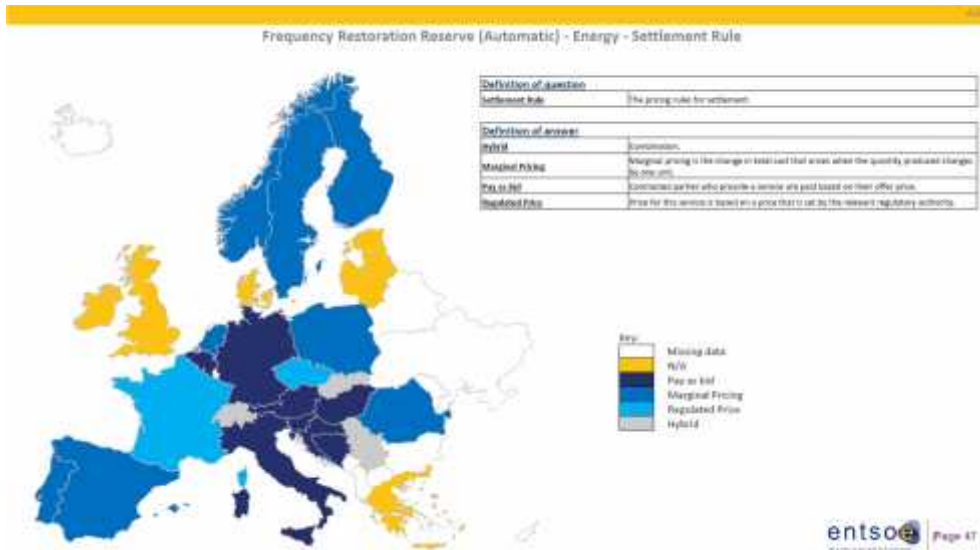 Frequency Restoration Reserve (Automatic) - Energy - Settlement Rule
Definition of question
Settlement Rule The pricing rules for settlement.
Definition of answer
Hybrid Combination.
Marginal Pricing Marginal pricing is the change in total cost that arises when the quantity produced changes by one unit.
Pay as bid Contracted partner who provide a service are paid based on their offer price.
Regulated Price Price for this service is based on a price that is set by the relevant regulatory authority.
Key:
Missing data
N/A
Pay as bid
Marginal Pricing
Regulated Price
Hybrid
entsoe Page 47